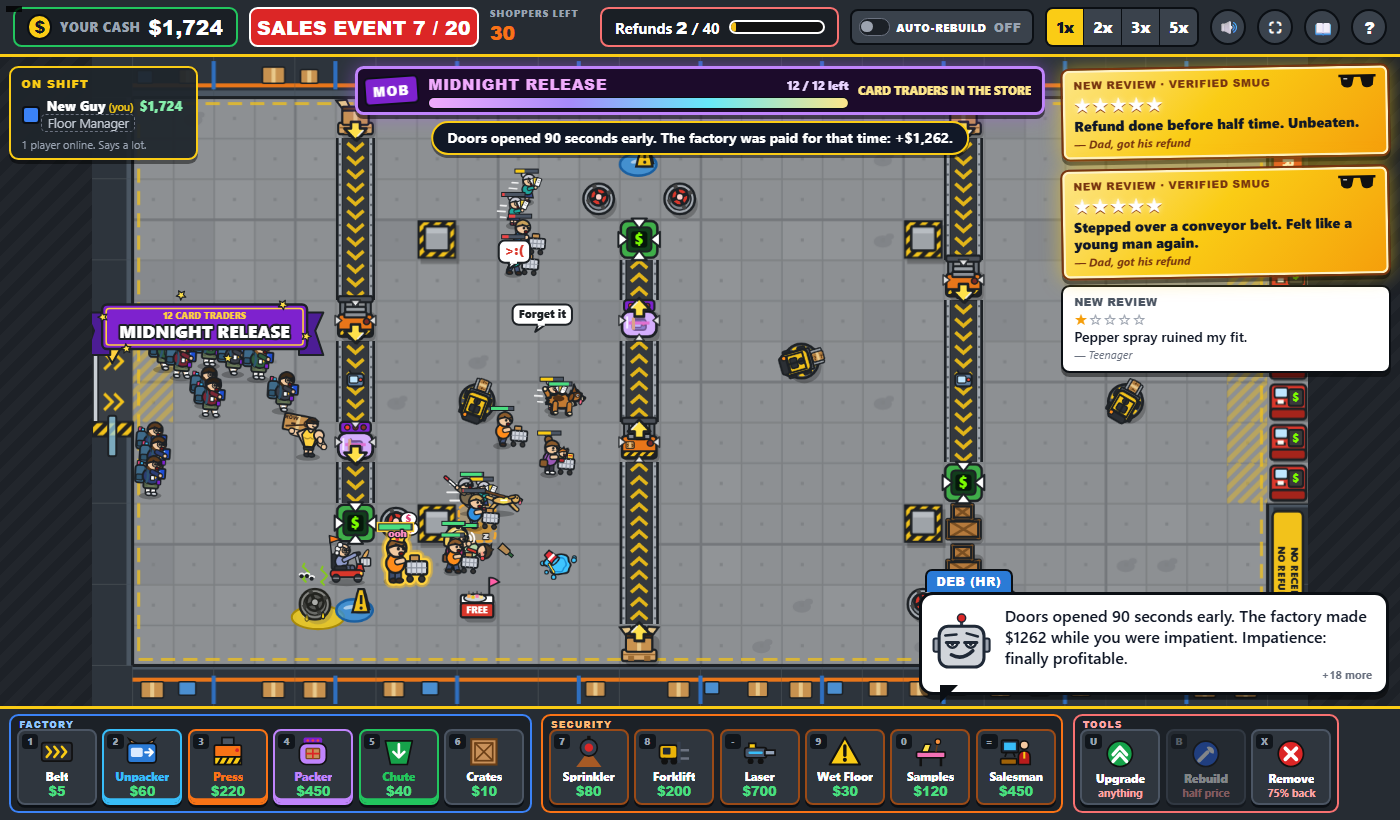 $ YOUR CASH $1,724
SALES EVENT 7 / 20
SHOPPERS LEFT
30
Refunds 2 / 40
AUTO-REBUILD OFF
1x 2x 3x 5x
?
ON SHIFT
New Guy (you) $1,724
Floor Manager
1 player online. Says a lot.
MOB MIDNIGHT RELEASE 12 / 12 left CARD TRADERS IN THE STORE
Doors opened 90 seconds early. The factory was paid for that time: +$1,262.
NEW REVIEW · VERIFIED SMUG
★★★★★
Refund done before half time. Unbeaten.
— Dad, got his refund
NEW REVIEW · VERIFIED SMUG
★★★★★
Stepped over a conveyor belt. Felt like a
young man again.
— Dad, got his refund
NEW REVIEW
★☆☆☆☆
Pepper spray ruined my fit.
— Teenager
>:(
Forget it
12 CARD TRADERS
MIDNIGHT RELEASE
ooh
z
FREE
DEB (HR)
Doors opened 90 seconds early. The factory made
$1262 while you were impatient. Impatience:
finally profitable.
+18 more
FACTORY
1 Belt $5
2 Unpacker $60
3 Press $220
4 Packer $450
5 Chute $40
6 Crates $10
SECURITY
7 Sprinkler $80
8 Forklift $200
- Laser $700
9 Wet Floor $30
0 Samples $120
= Salesman $450
TOOLS
U Upgrade anything
B Rebuild half price
X Remove 75% back